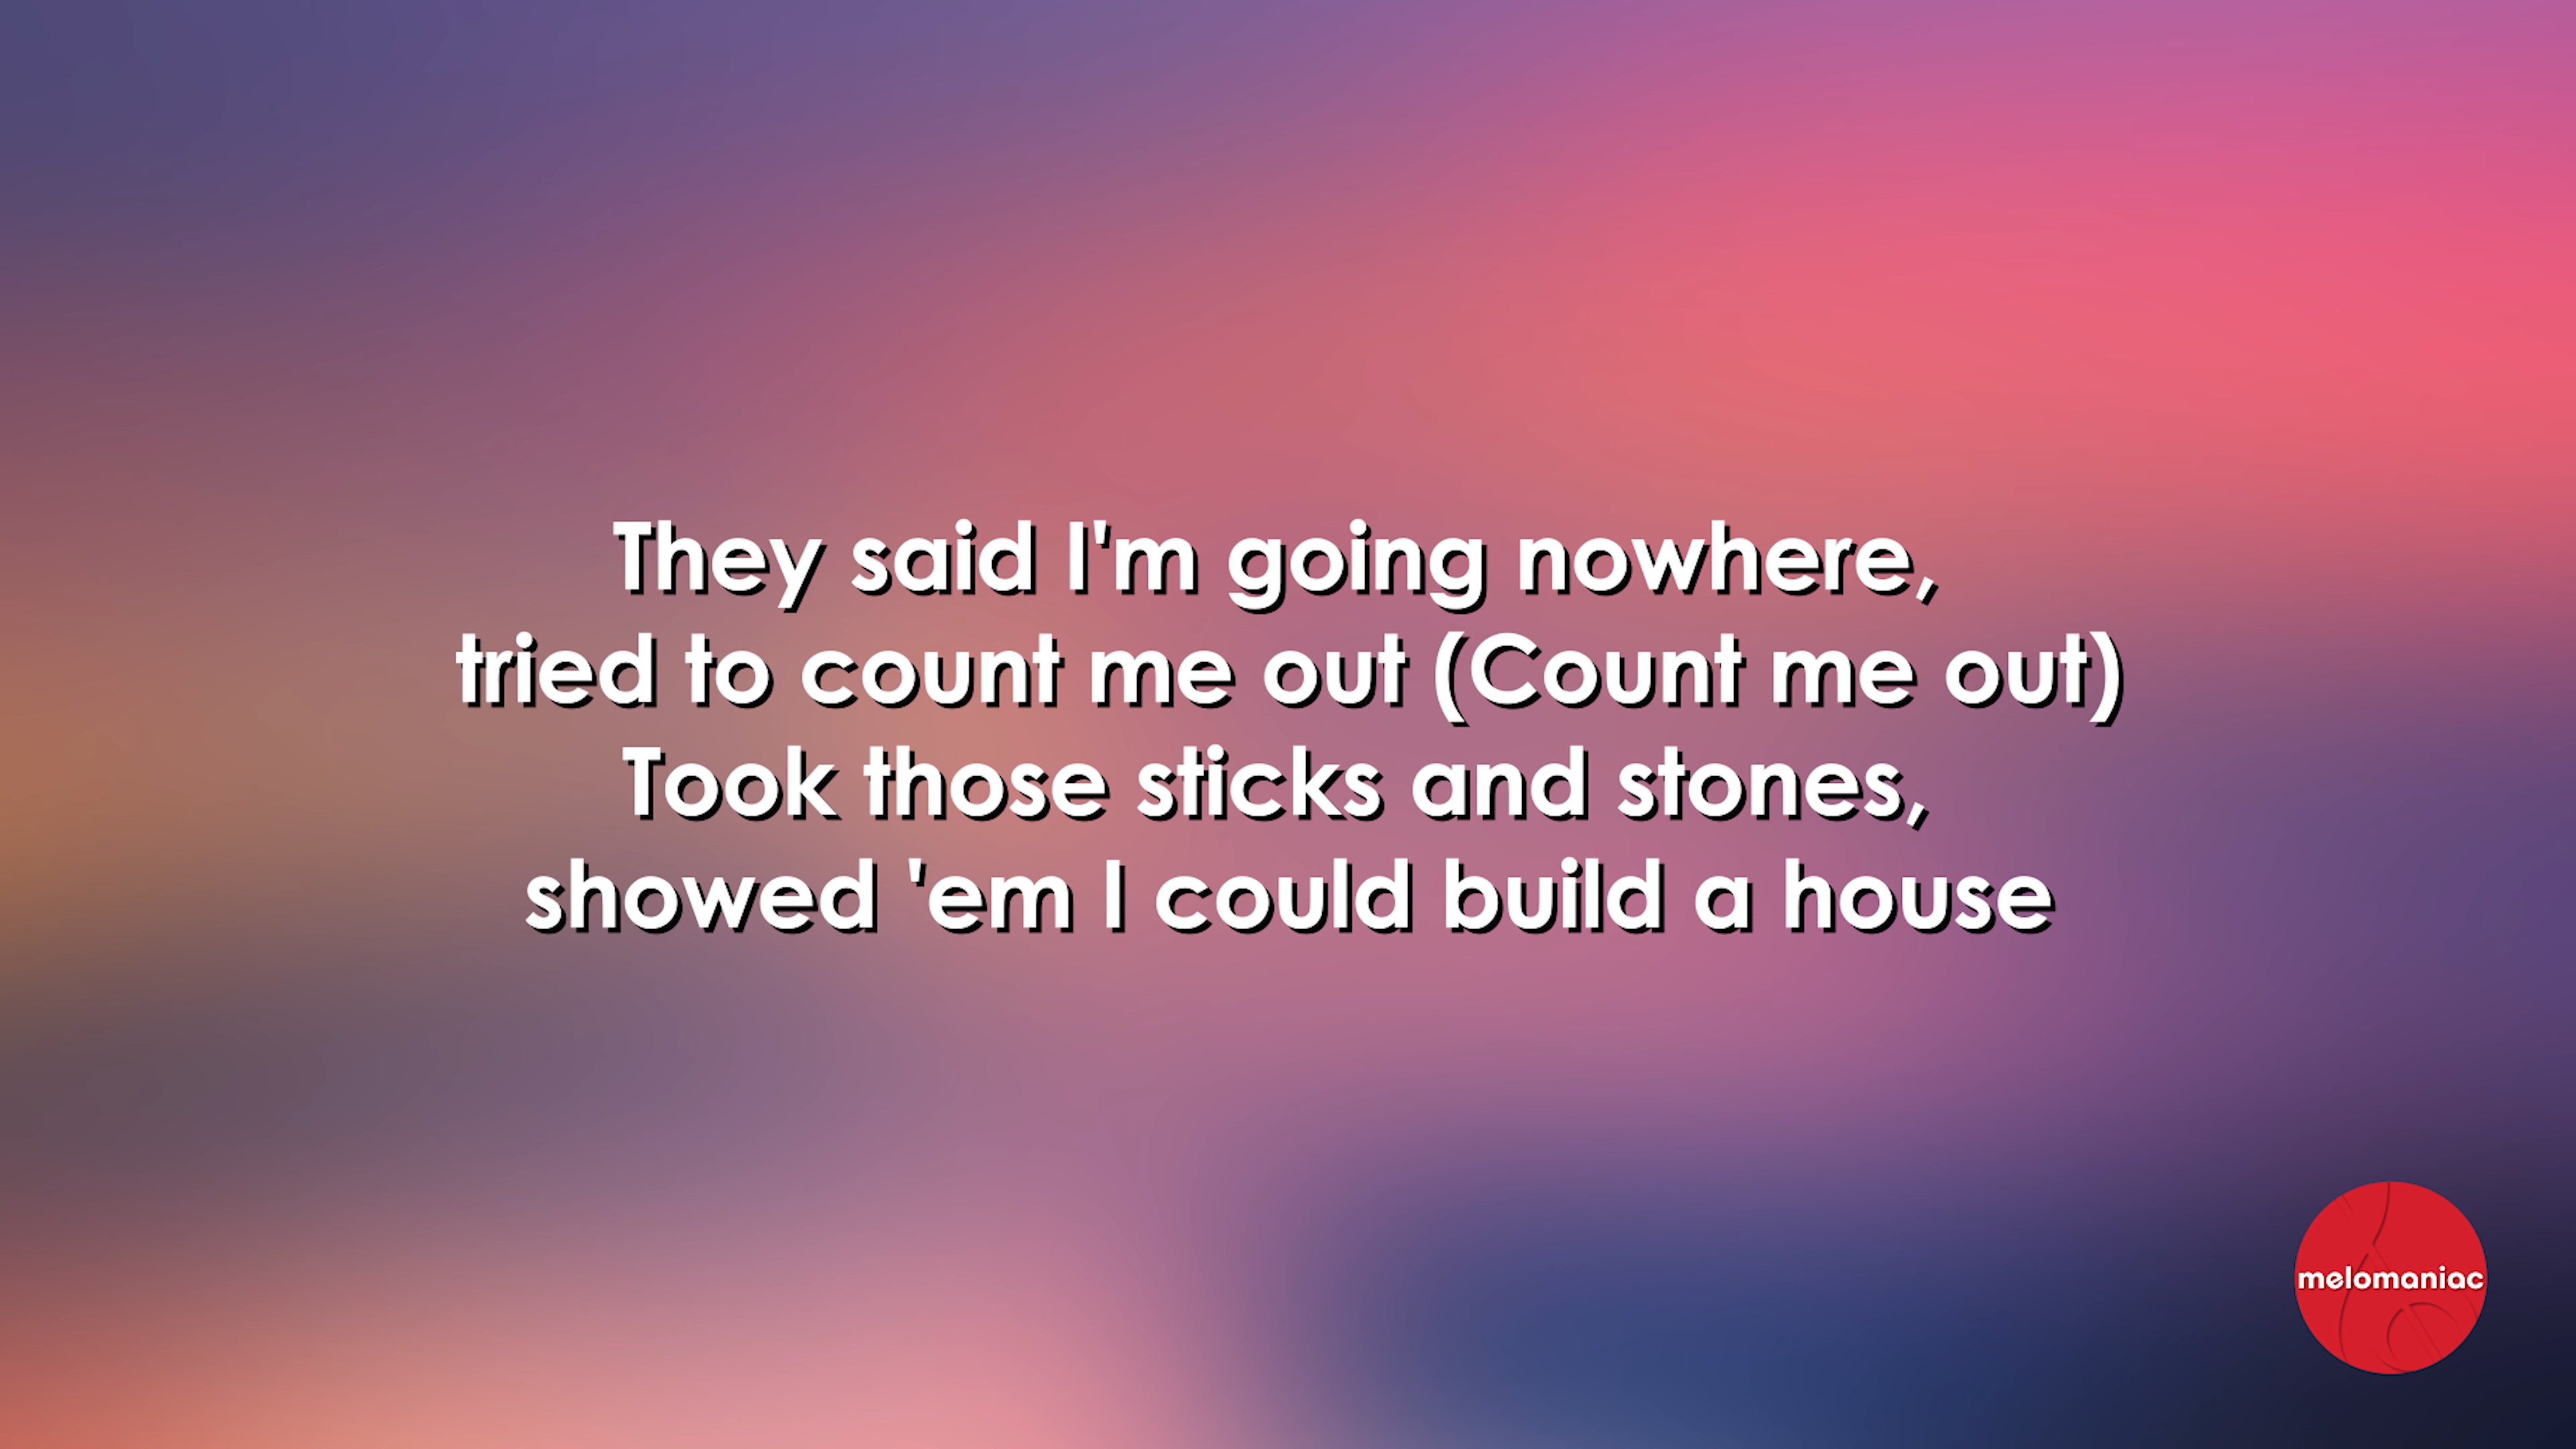 They said I'm going nowhere,
tried to count me out (Count me out)
Took those sticks and stones,
showed 'em I could build a house
melomaniac